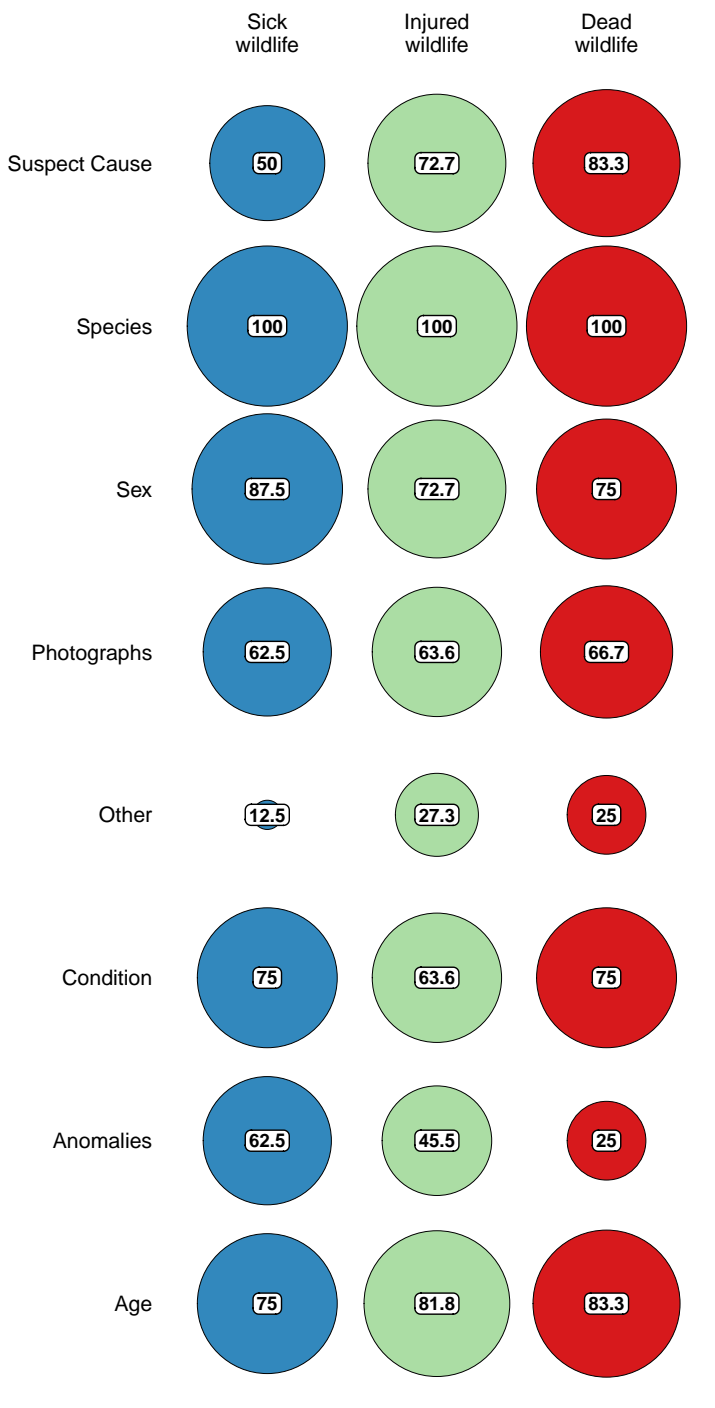 Sick Injured Dead
wildlife wildlife wildlife
Suspect Cause 50 72.7 83.3
Species 100 100 100
Sex 87.5 72.7 75
Photographs 62.5 63.6 66.7
Other 12.5 27.3 25
Condition 75 63.6 75
Anomalies 62.5 45.5 25
Age 75 81.8 83.3